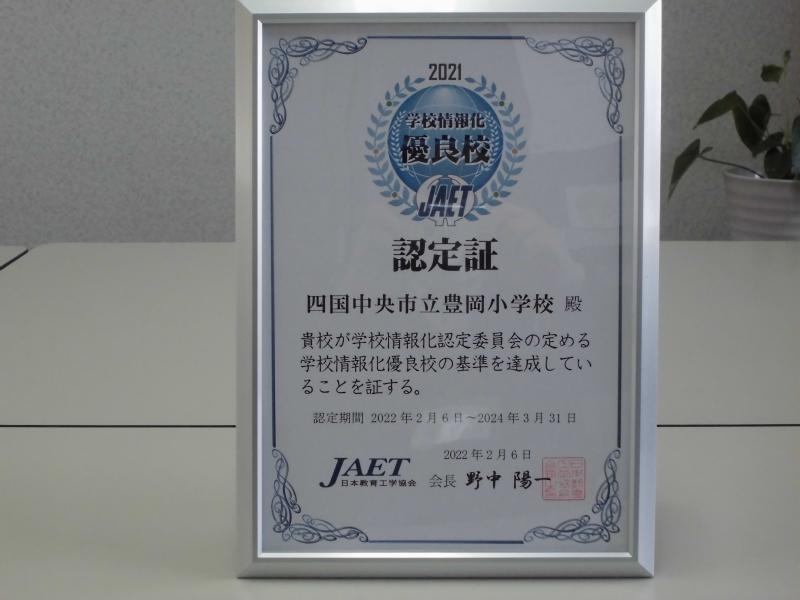 2021
学校情報化
優良校
JAET
認定証
四国中央市立豊岡小学校 殿
貴校が学校情報化認定委員会の定める
学校情報化優良校の基準を達成してい
ることを証する。
認定期間 2022年2月6日～2024年3月31日
2022年2月6日
JAET
日本教育工学協会
会長 野中 陽一